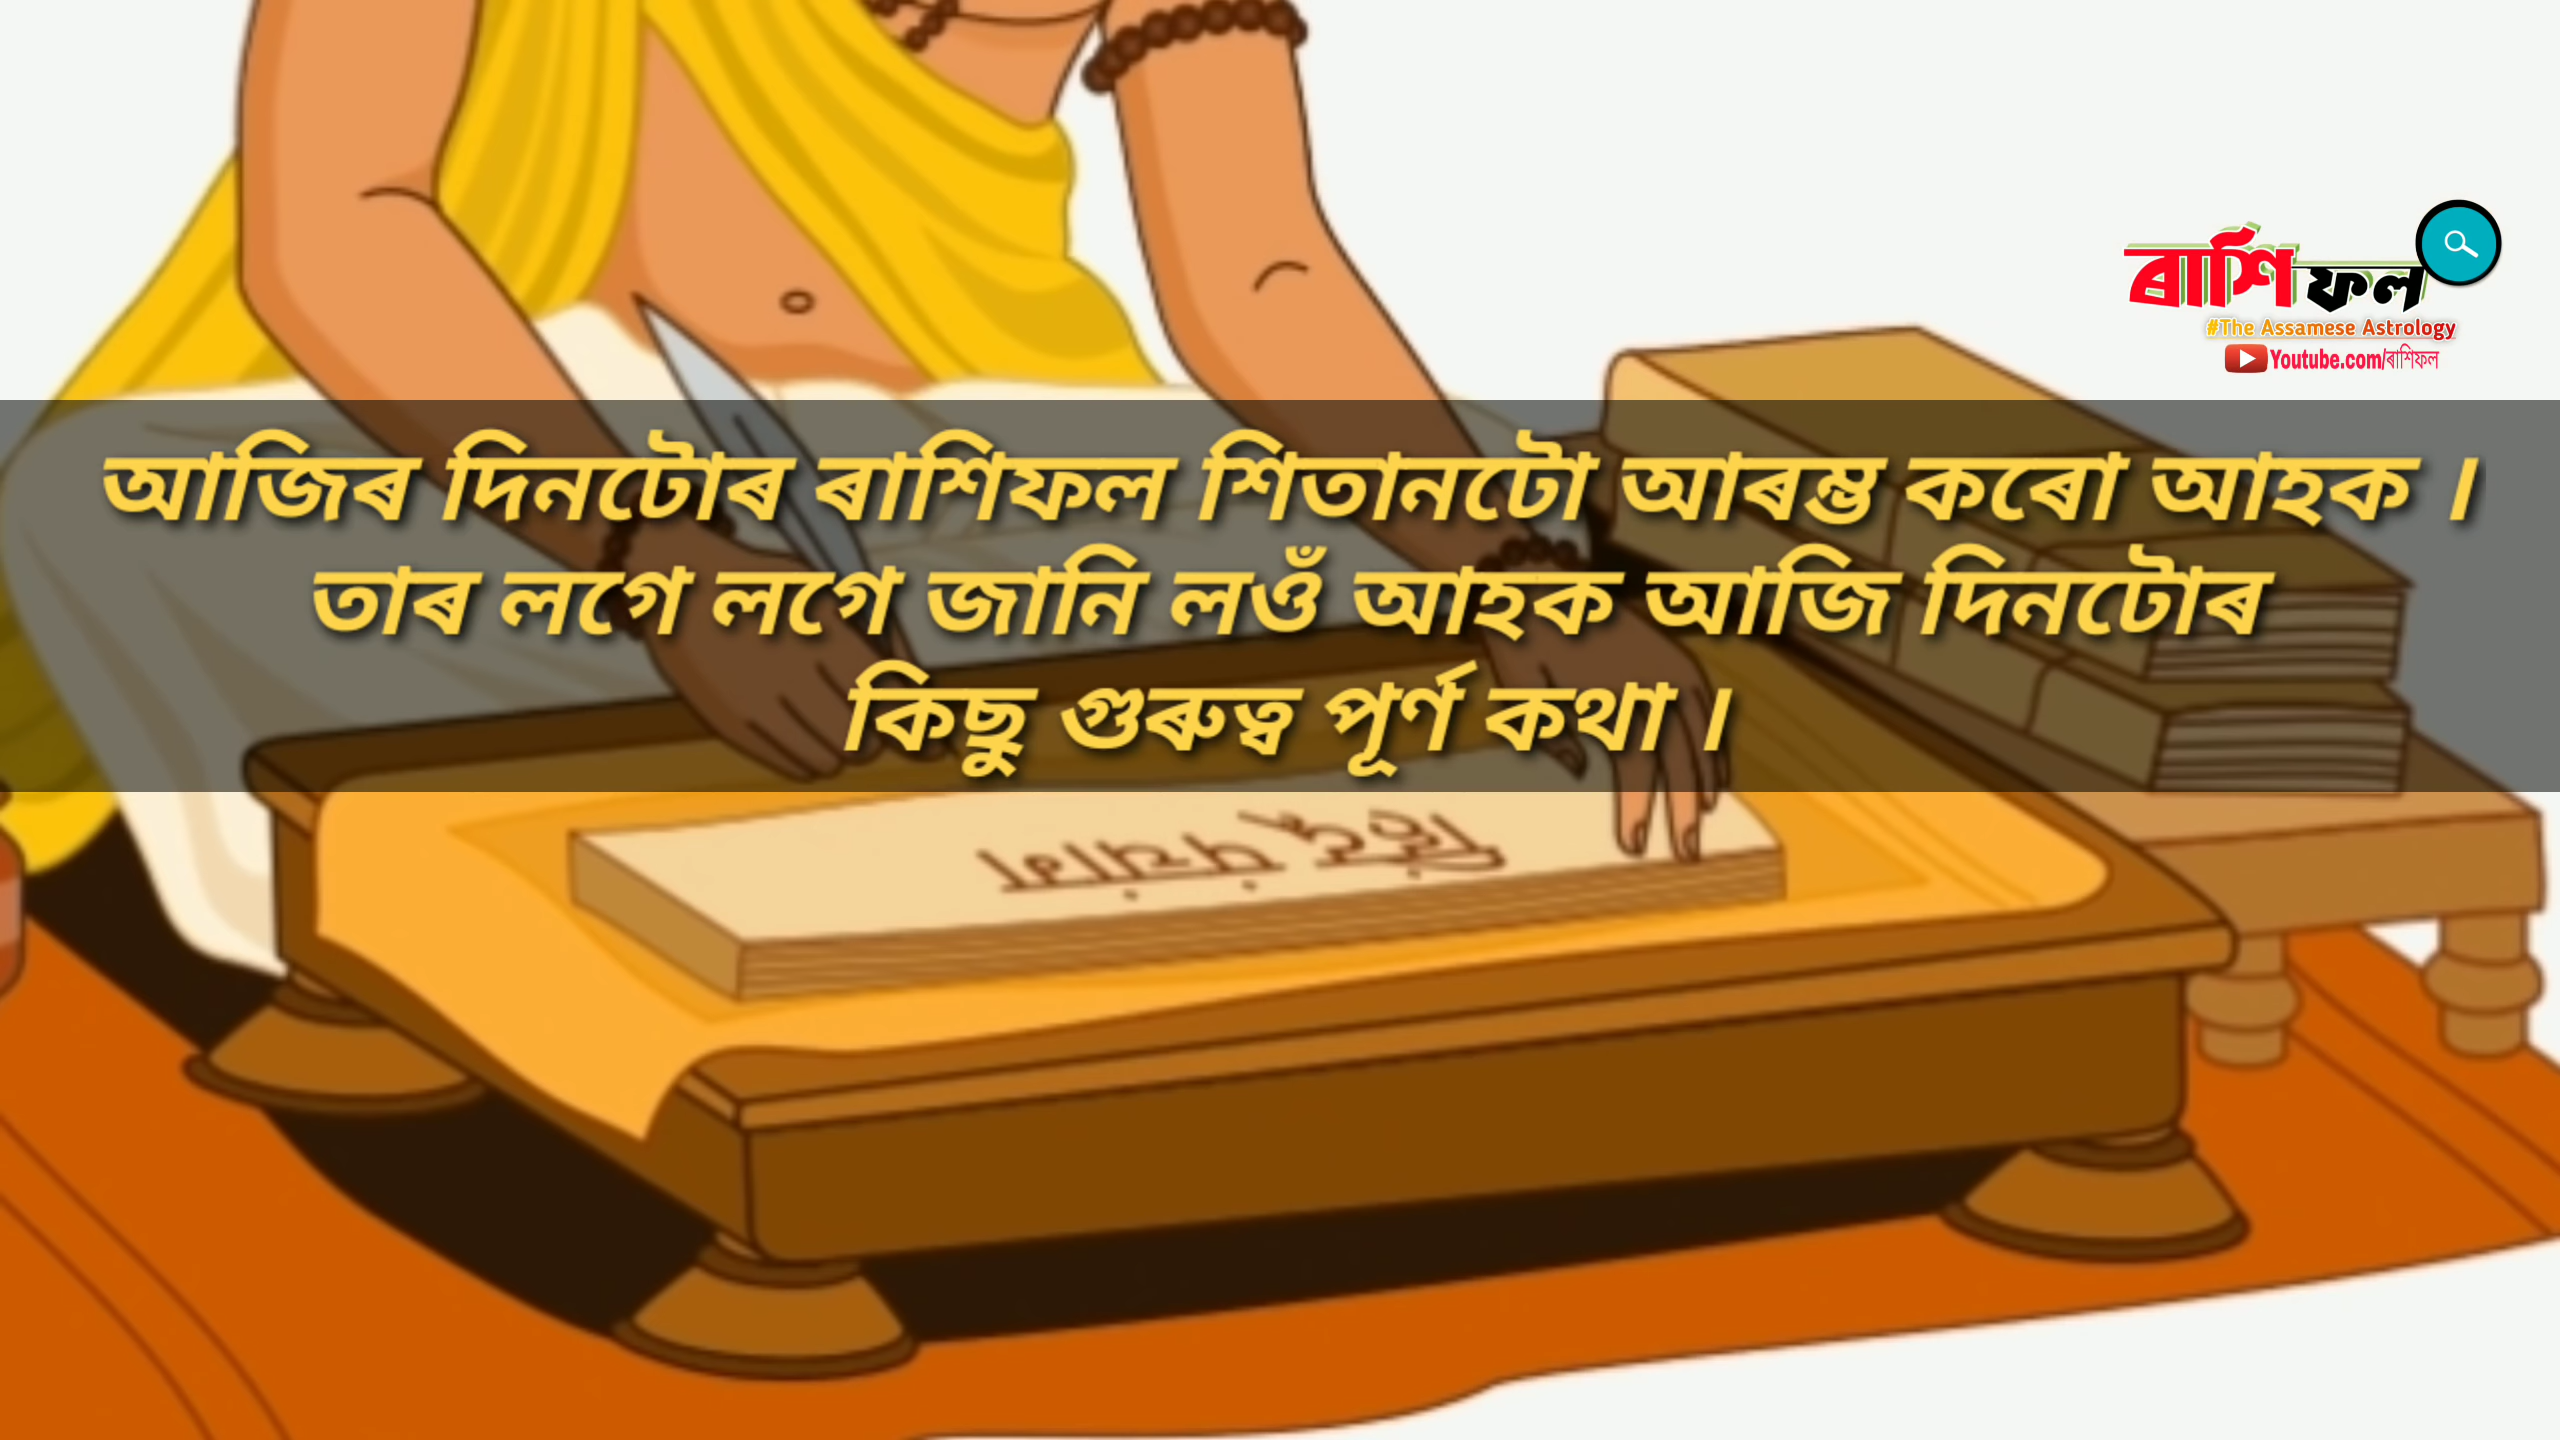 ৰাশিফল
#The Assamese Astrology
Youtube.com/ৰাশিফল
আজিৰ দিনটোৰ ৰাশিফল শিতানটো আৰম্ভ কৰো আহক ।
তাৰ লগে লগে জানি লওঁ আহক আজি দিনটোৰ
কিছু গুৰুত্ব পূৰ্ণ কথা ।